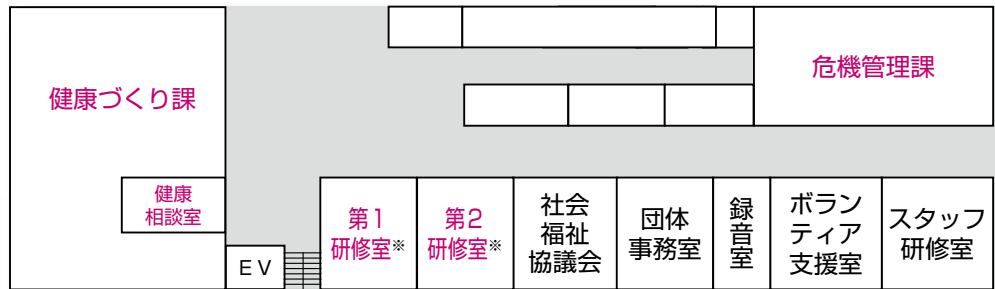 健康づくり課
危機管理課
健康
相談室
EV
第1
研修室※
第2
研修室※
社会
福祉
協議会
団体
事務室
録音室
ボラン
ティア
支援室
スタッフ
研修室